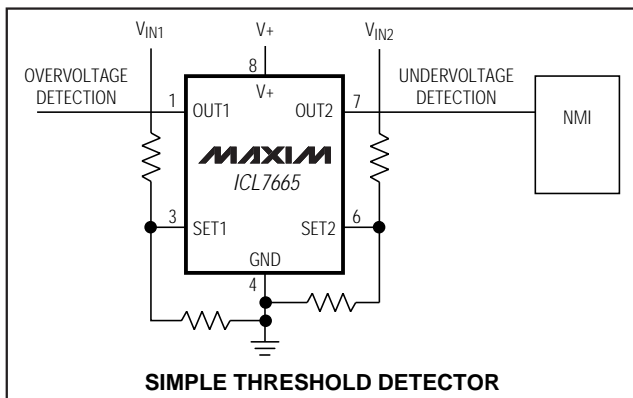 VIN1
V+
VIN2
OVERVOLTAGE
DETECTION
8
V+
UNDERVOLTAGE
DETECTION
1
OUT1
OUT2
7
NMI
MAXIM
ICL7665
3
SET1
SET2
6
GND
4
SIMPLE THRESHOLD DETECTOR